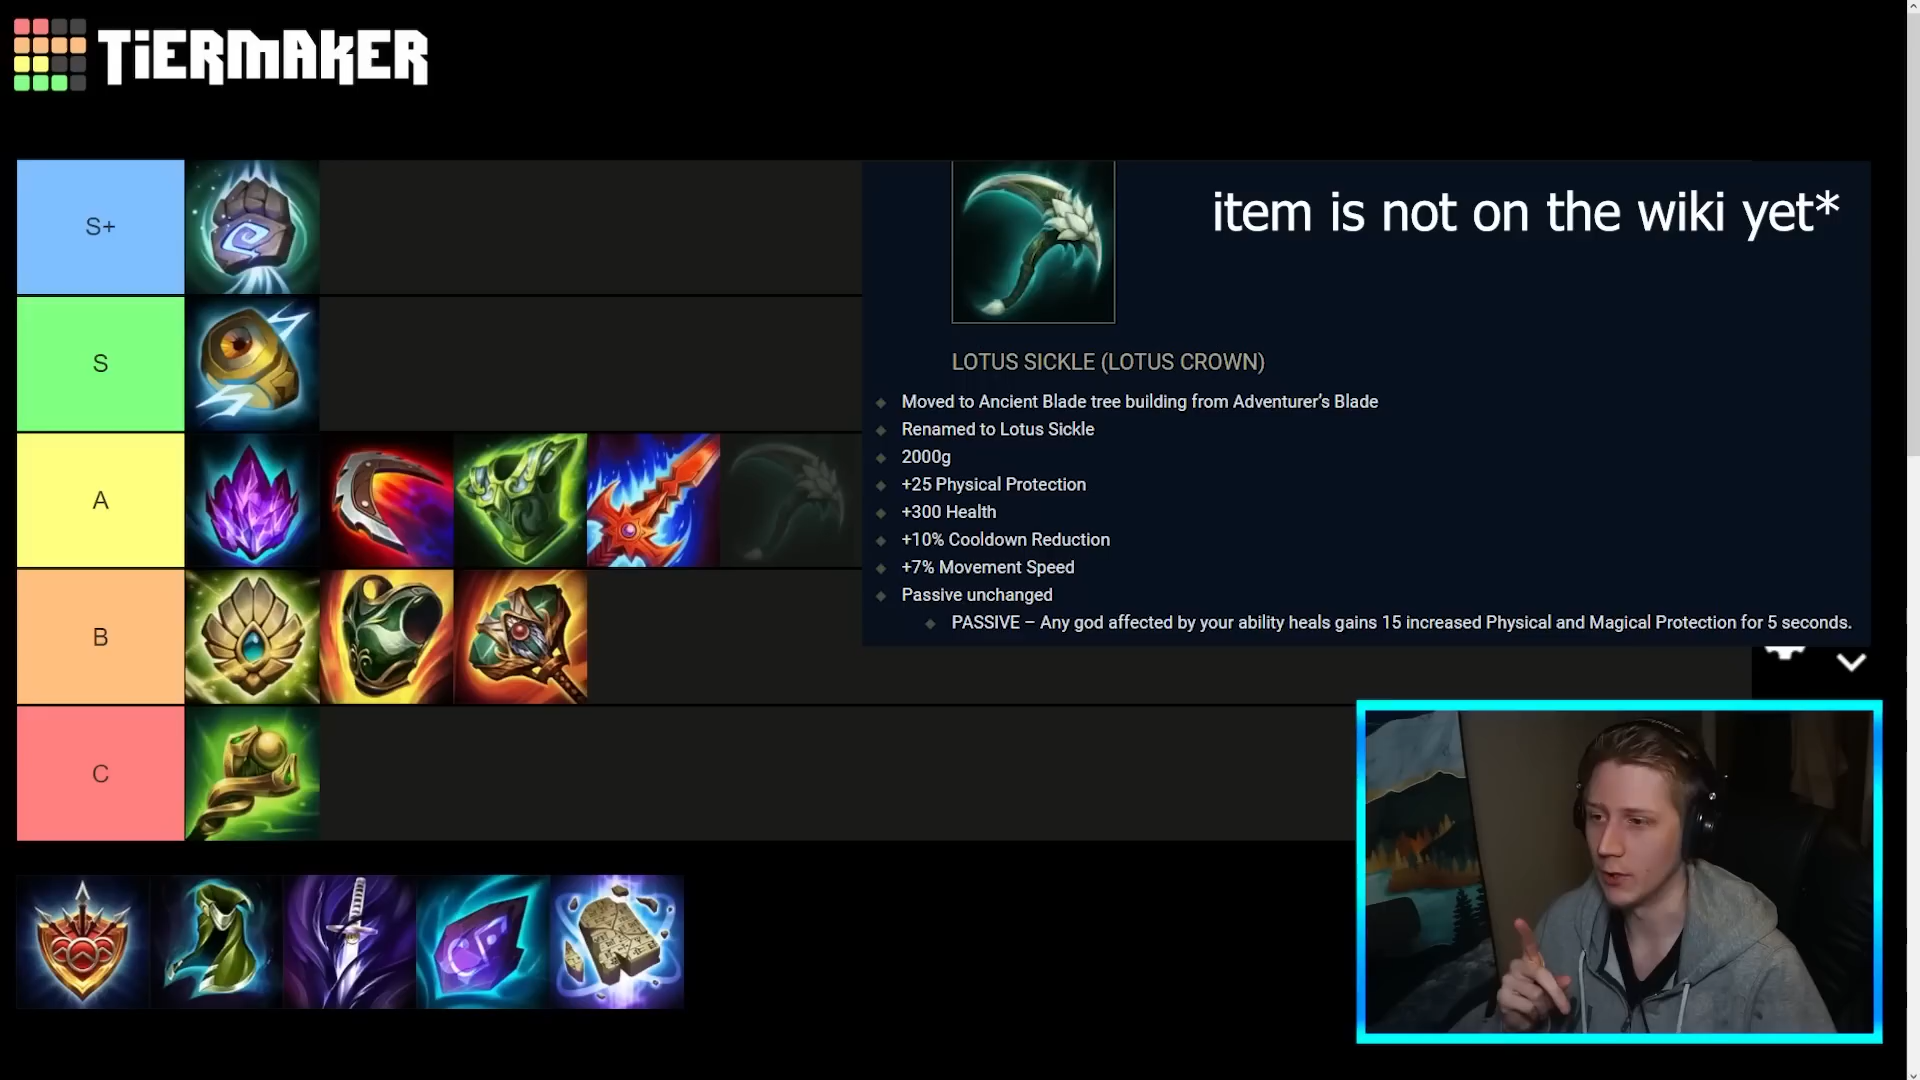 TiERMAKER
item is not on the wiki yet*
S+
S
LOTUS SICKLE (LOTUS CROWN)
Moved to Ancient Blade tree building from Adventurer's Blade
Renamed to Lotus Sickle
2000g
+25 Physical Protection
A
+300 Health
+10% Cooldown Reduction
+7% Movement Speed
Passive unchanged
PASSIVE – Any god affected by your ability heals gains 15 increased Physical and Magical Protection for 5 seconds.
B
C